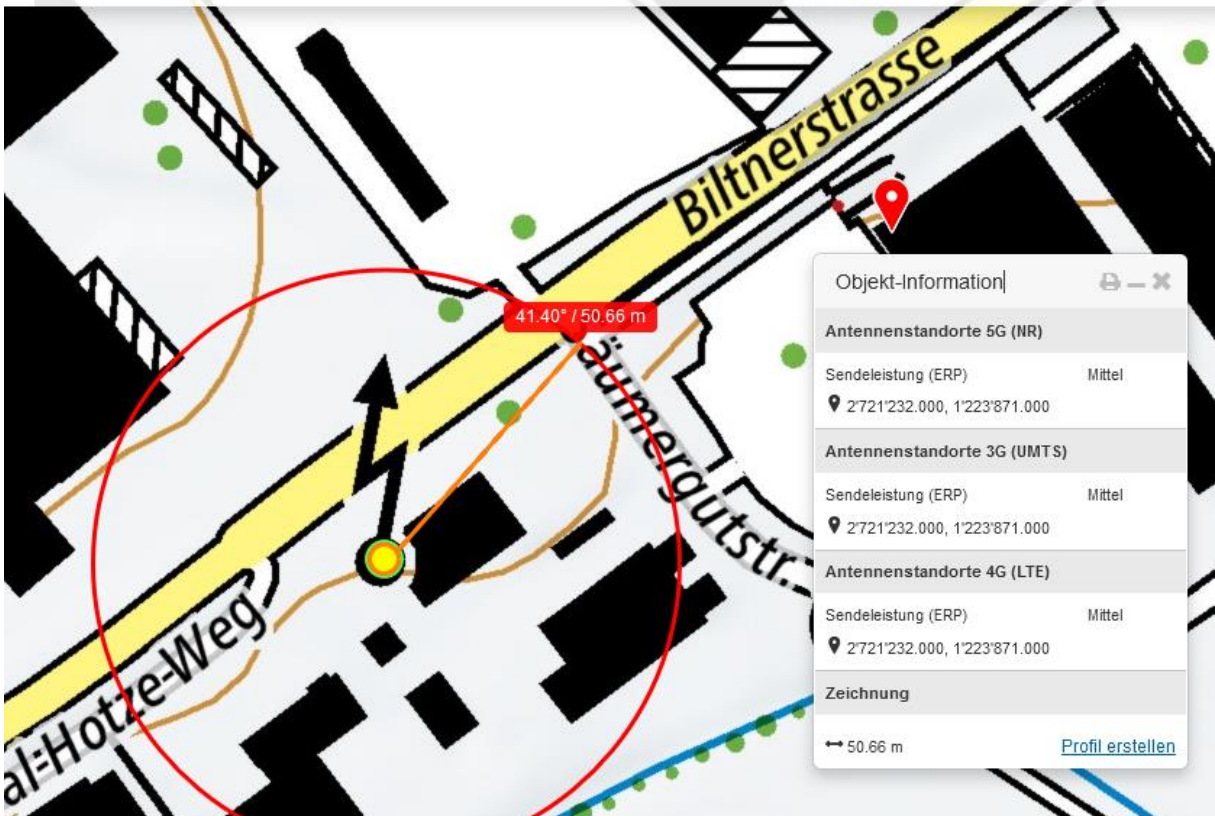 Biltnerstrasse
41.40° / 50.66 m
äumergutstr.
al-Hotze-Weg
Objekt-Information
Antennenstandorte 5G (NR)
Sendeleistung (ERP) Mittel
2'721'232.000, 1'223'871.000
Antennenstandorte 3G (UMTS)
Sendeleistung (ERP) Mittel
2'721'232.000, 1'223'871.000
Antennenstandorte 4G (LTE)
Sendeleistung (ERP) Mittel
2'721'232.000, 1'223'871.000
Zeichnung
50.66 m Profil erstellen